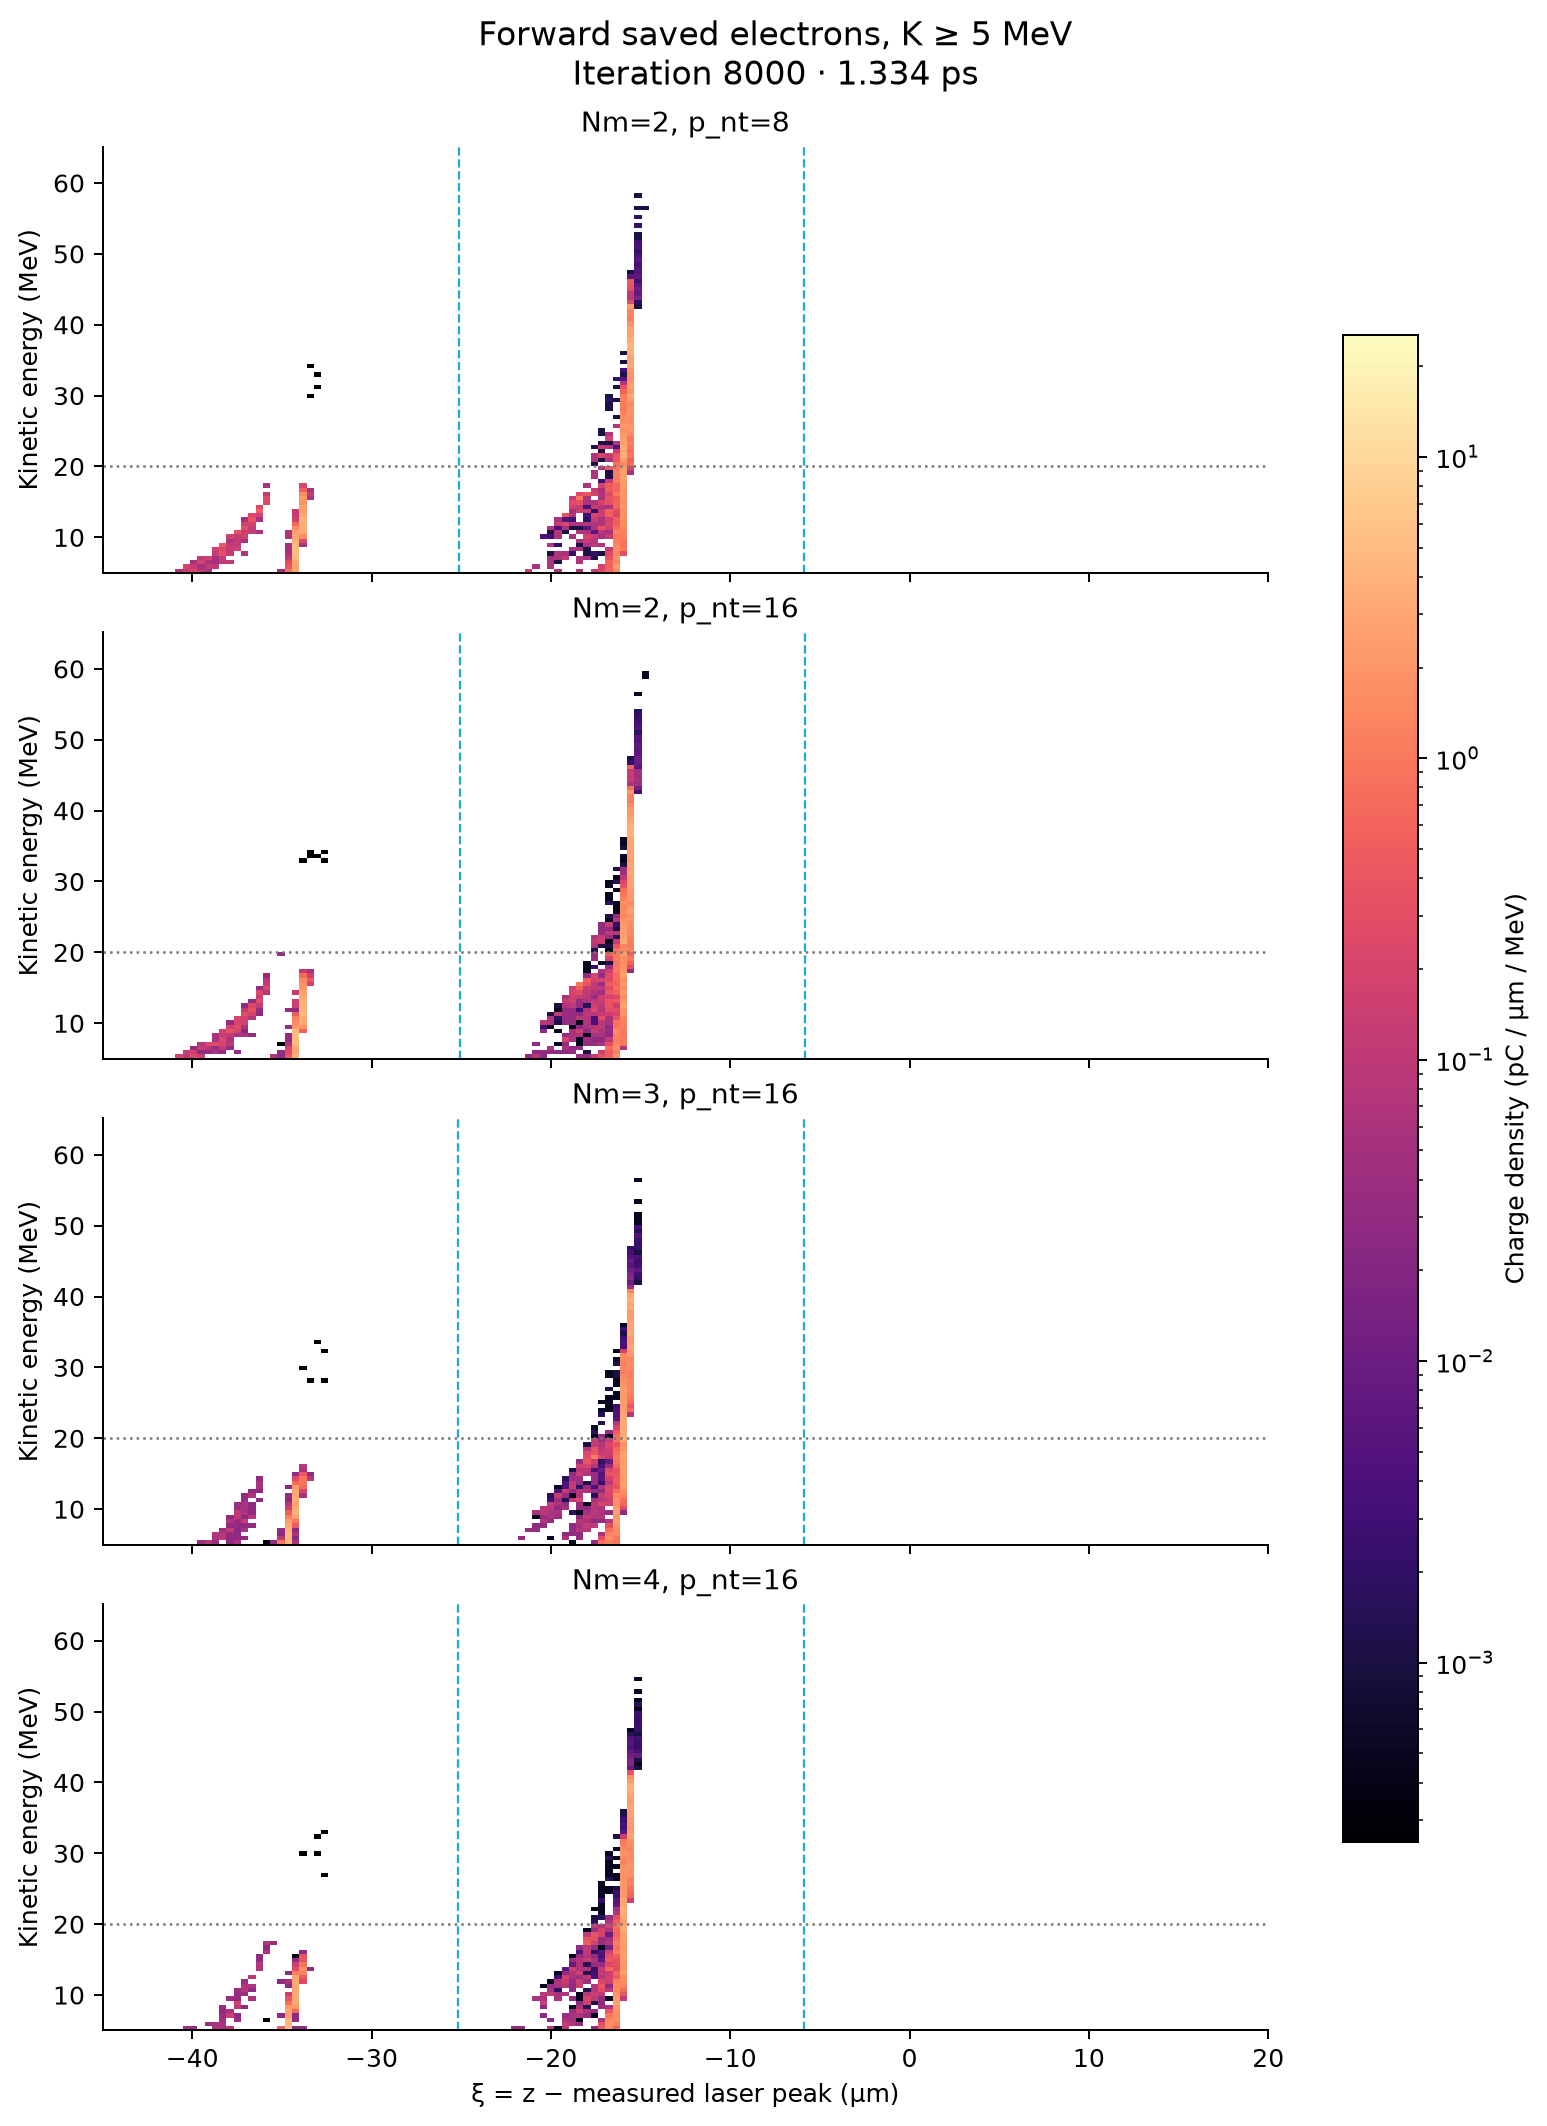 Forward saved electrons, K ≥ 5 MeV
Iteration 8000 · 1.334 ps
Nm=2, p_nt=8
Kinetic energy (MeV)
60
50
40
30
20
10
Nm=2, p_nt=16
Kinetic energy (MeV)
60
50
40
30
20
10
Nm=3, p_nt=16
Kinetic energy (MeV)
60
50
40
30
20
10
Nm=4, p_nt=16
Kinetic energy (MeV)
60
50
40
30
20
10
−40 −30 −20 −10 0 10 20
ξ = z − measured laser peak (μm)
10¹
10⁰
10⁻¹
10⁻²
10⁻³
Charge density (pC / μm / MeV)